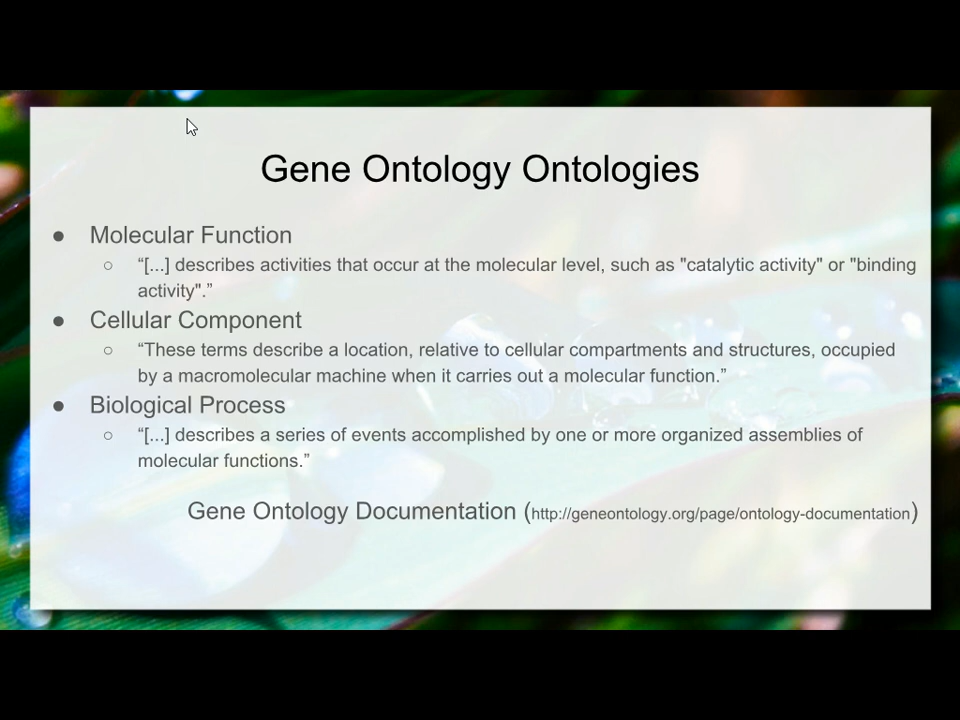 Gene Ontology Ontologies
● Molecular Function
○ “[...] describes activities that occur at the molecular level, such as "catalytic activity" or "binding
activity".”
● Cellular Component
○ “These terms describe a location, relative to cellular compartments and structures, occupied
by a macromolecular machine when it carries out a molecular function.”
● Biological Process
○ “[...] describes a series of events accomplished by one or more organized assemblies of
molecular functions.”
Gene Ontology Documentation (http://geneontology.org/page/ontology-documentation)